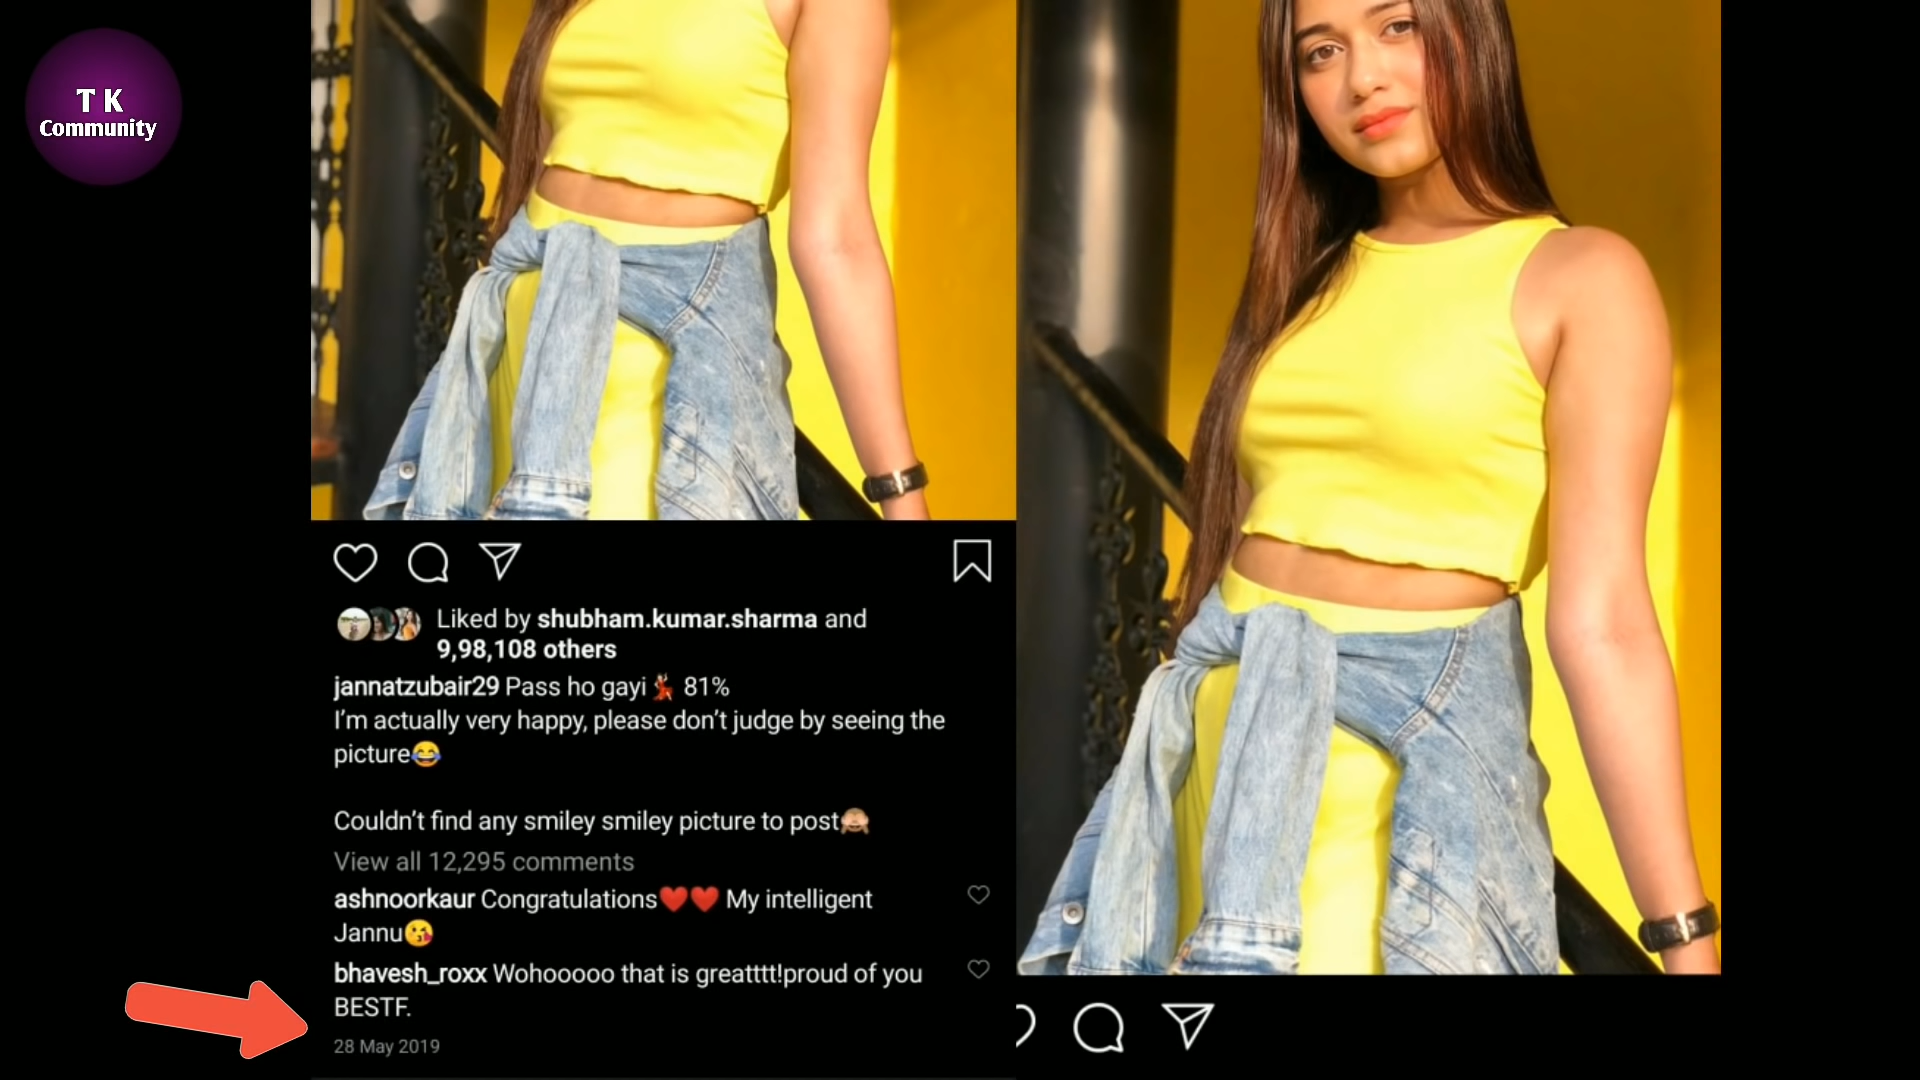 T K
Community
Liked by shubham.kumar.sharma and
9,98,108 others
jannatzubair29 Pass ho gayi💃 81%
I'm actually very happy, please don't judge by seeing the
picture😂
Couldn't find any smiley smiley picture to post🙈
View all 12,295 comments
ashnoorkaur Congratulations❤️❤️ My intelligent
Jannu😘
bhavesh_roxx Wohooooo that is greatttt!proud of you
BESTF.
28 May 2019